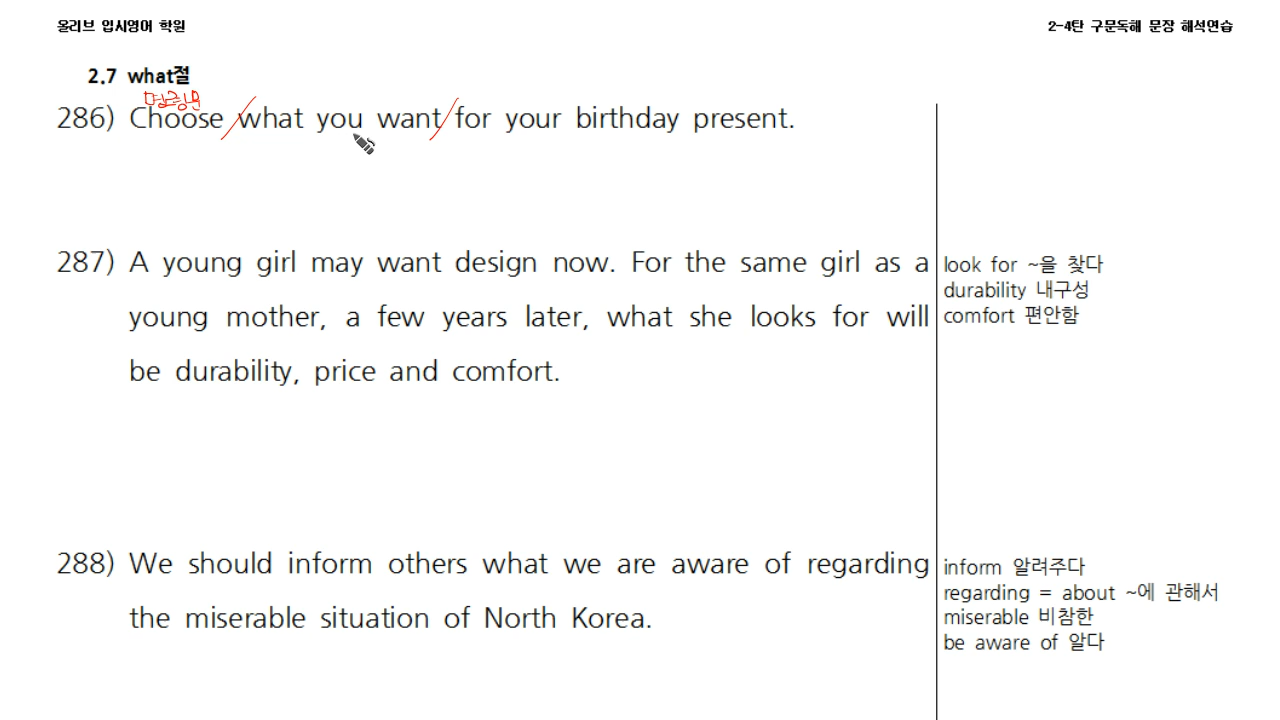 올리브 입시영어 학원
2-4탄 구문독해 문장 해석연습
2.7 what절
명령문
286) Choose what you want for your birthday present.
287) A young girl may want design now. For the same girl as a
young mother, a few years later, what she looks for will
be durability, price and comfort.
look for ~을 찾다
durability 내구성
comfort 편안함
288) We should inform others what we are aware of regarding
the miserable situation of North Korea.
inform 알려주다
regarding = about ~에 관해서
miserable 비참한
be aware of 알다